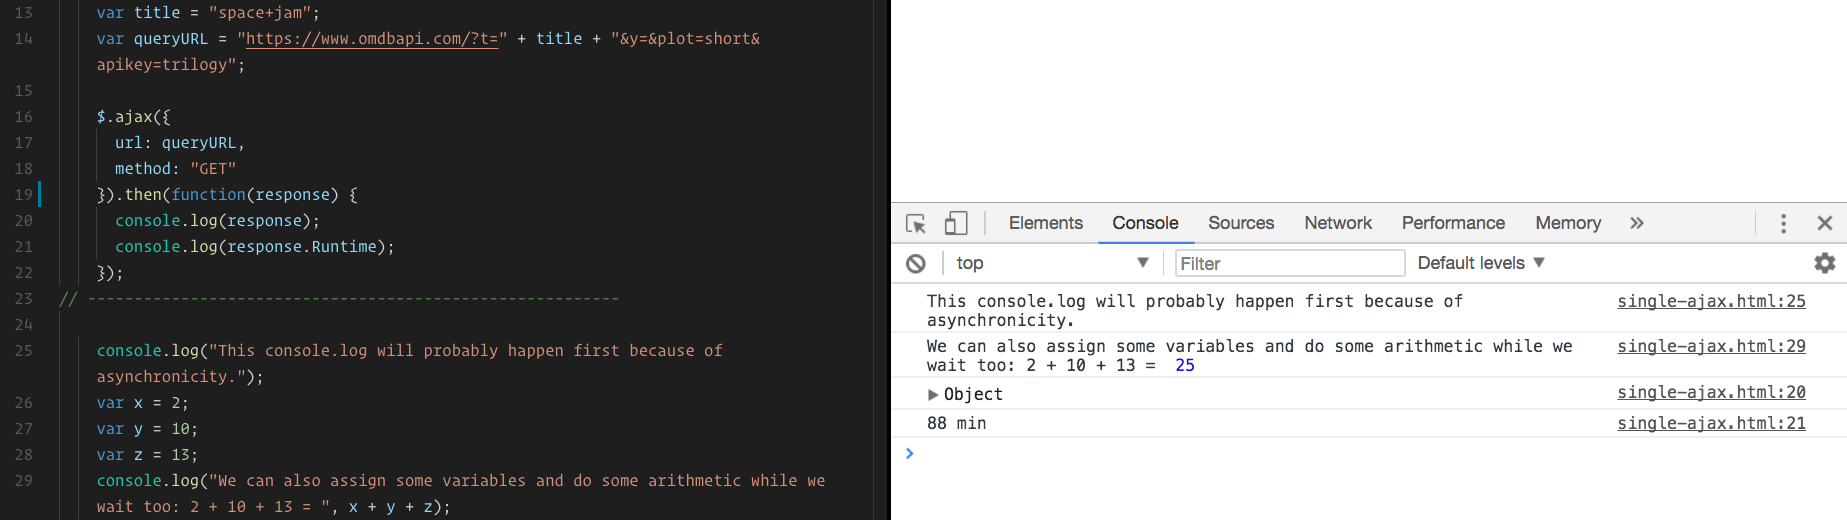 13 var title = "space+jam";
14 var queryURL = "https://www.omdbapi.com/?t=" + title + "&y=&plot=short&
apikey=trilogy";
15
16 $.ajax({
17 url: queryURL,
18 method: "GET"
19 }).then(function(response) {
20 console.log(response);
21 console.log(response.Runtime);
22 });
23 // ---------------------------------------------------------
24
25 console.log("This console.log will probably happen first because of
asynchronicity.");
26 var x = 2;
27 var y = 10;
28 var z = 13;
29 console.log("We can also assign some variables and do some arithmetic while we
wait too: 2 + 10 + 13 = ", x + y + z);
Elements Console Sources Network Performance Memory »
top ▼ Filter Default levels ▼
This console.log will probably happen first because of single-ajax.html:25
asynchronicity.
We can also assign some variables and do some arithmetic while we single-ajax.html:29
wait too: 2 + 10 + 13 = 25
▶ Object single-ajax.html:20
88 min single-ajax.html:21
>